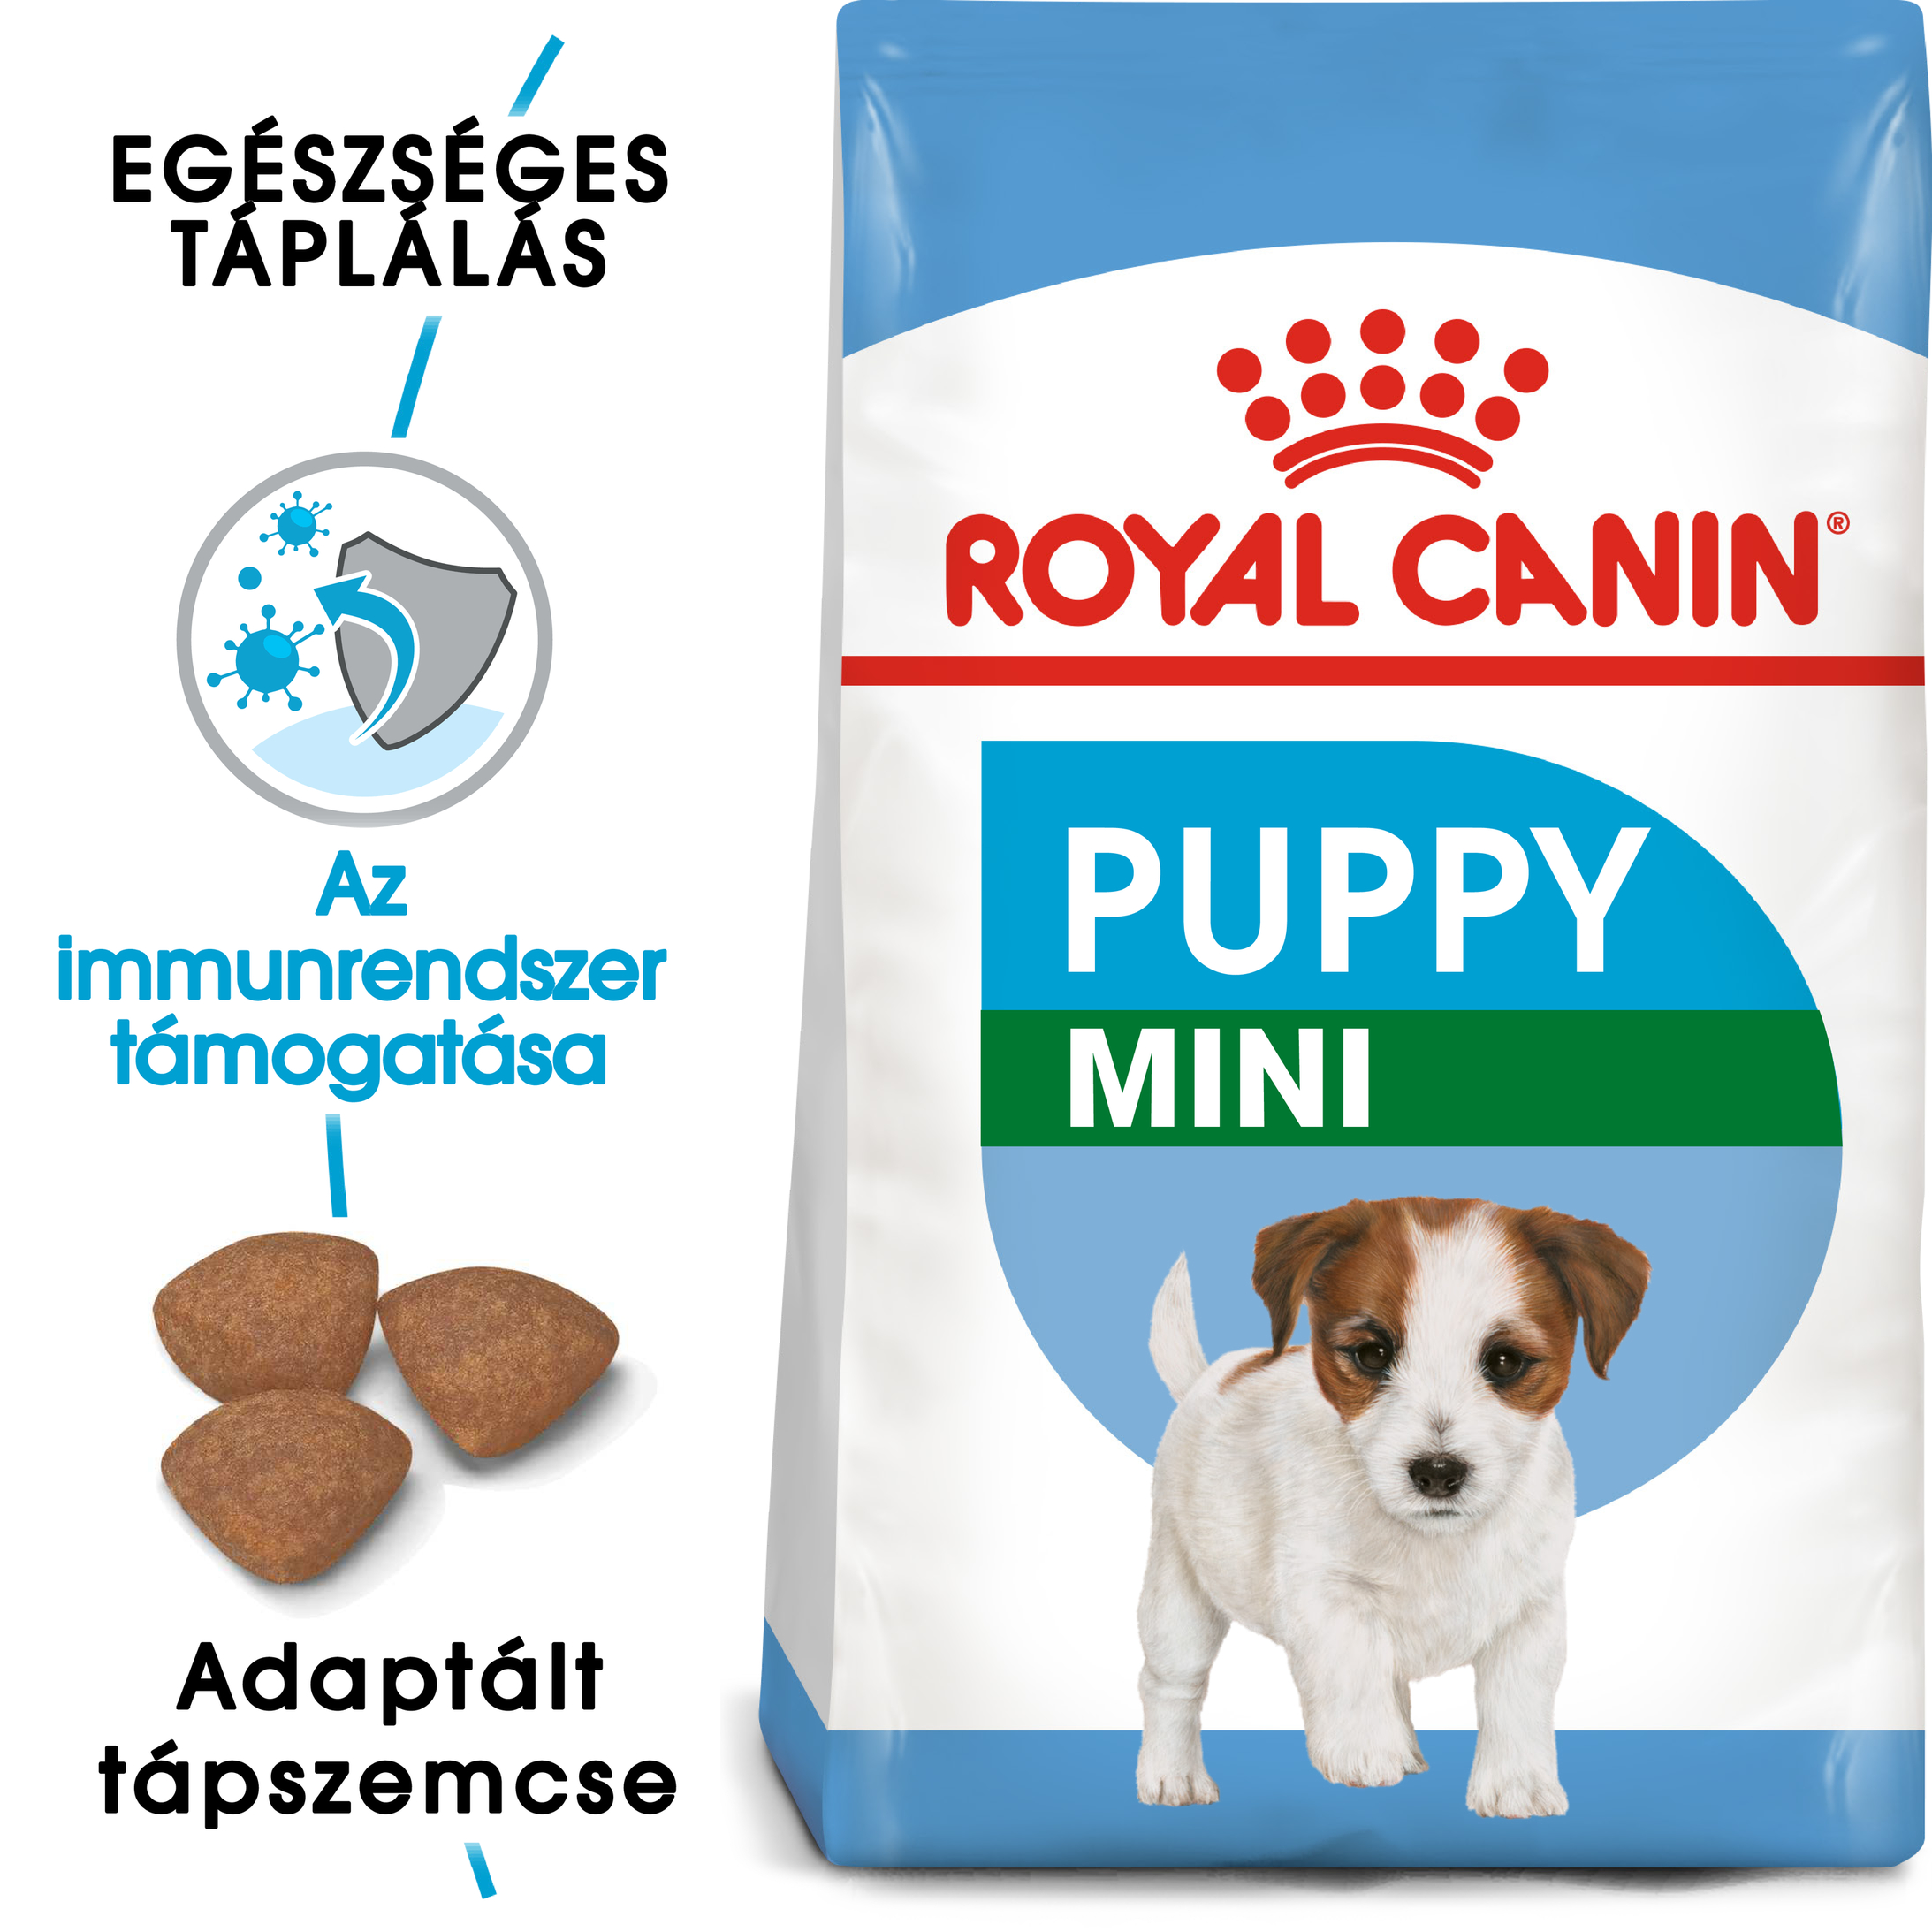 EGÉSZSÉGES
TÁPLÁLÁS
Az
immunrendszer
támogatása
Adaptált
tápszemcse
ROYAL CANIN®
PUPPY
MINI